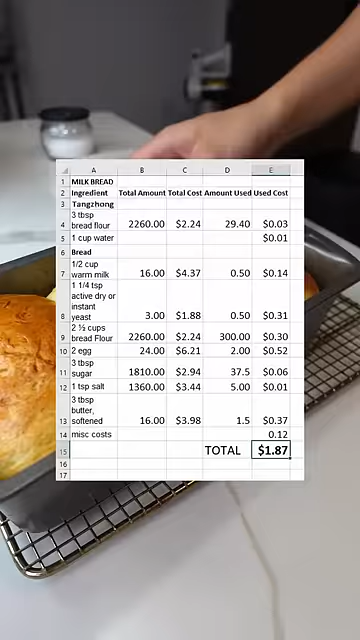 A B C D E
1 MILK BREAD
2 Ingredient Total Amount Total Cost Amount Used Used Cost
3 Tangzhong
3 tbsp
4 bread flour 2260.00 $2.24 29.40 $0.03
5 1 cup water $0.01
6 Bread
1/2 cup
7 warm milk 16.00 $4.37 0.50 $0.14
1 1/4 tsp
active dry or
instant
8 yeast 3.00 $1.88 0.50 $0.31
2 ½ cups
9 bread Flour 2260.00 $2.24 300.00 $0.30
10 2 egg 24.00 $6.21 2.00 $0.52
3 tbsp
11 sugar 1810.00 $2.94 37.5 $0.06
12 1 tsp salt 1360.00 $3.44 5.00 $0.01
3 tbsp
butter,
13 softened 16.00 $3.98 1.5 $0.37
14 misc costs 0.12
15 TOTAL $1.87
16
17